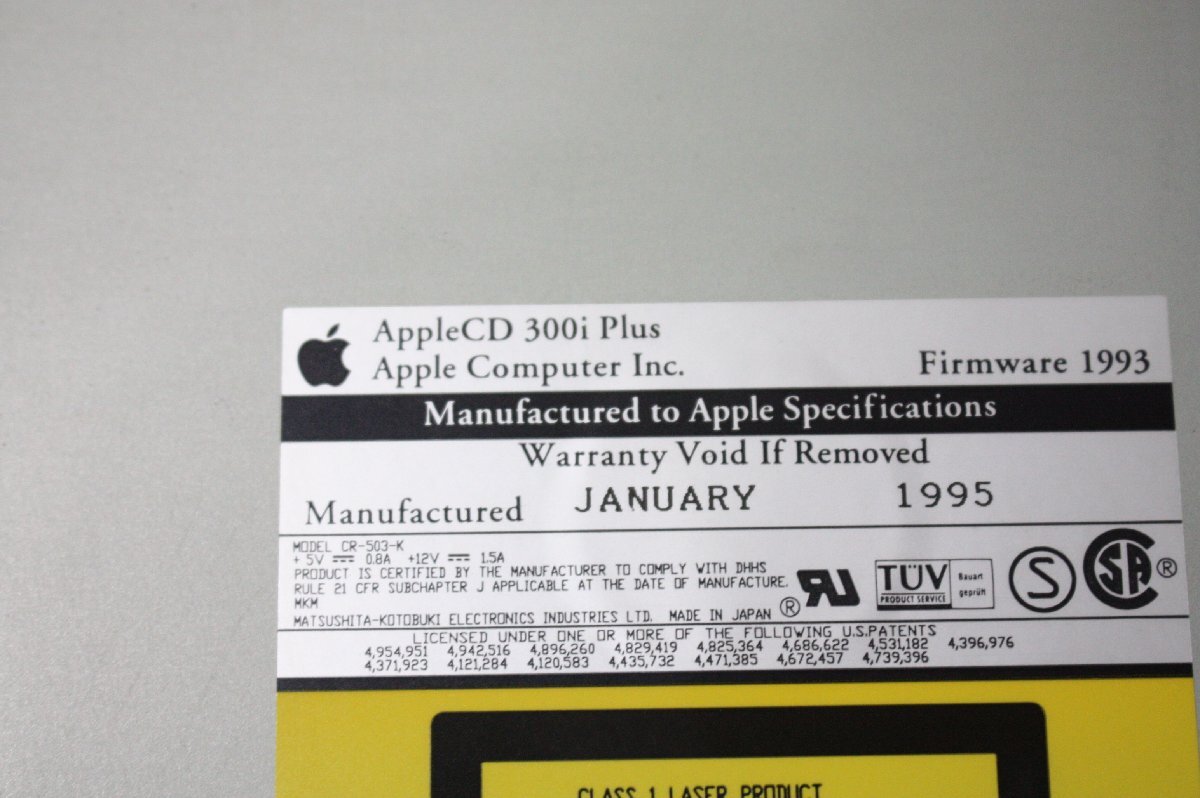 AppleCD 300i Plus
Apple Computer Inc.
Firmware 1993
Manufactured to Apple Specifications
Warranty Void If Removed
Manufactured JANUARY 1995
MODEL CR-503-K
+ 5V ⎓ 0.8A +12V ⎓ 1.5A
PRODUCT IS CERTIFIED BY THE MANUFACTURER TO COMPLY WITH DHHS
RULE 21 CFR SUBCHAPTER J APPLICABLE AT THE DATE OF MANUFACTURE.
MKM
MATSUSHITA-KOTOBUKI ELECTRONICS INDUSTRIES LTD. MADE IN JAPAN
® RU
TÜV
PRODUCT SERVICE
Bauart
geprüft
S
SA ®
LICENSED UNDER ONE OR MORE OF THE FOLLOWING U.S.PATENTS
4,954,951 4,942,516 4,896,260 4,829,419 4,825,364 4,686,622 4,531,182 4,396,976
4,371,923 4,121,284 4,120,583 4,435,732 4,471,385 4,672,457 4,739,396
CLASS 1 LASER PRODUCT